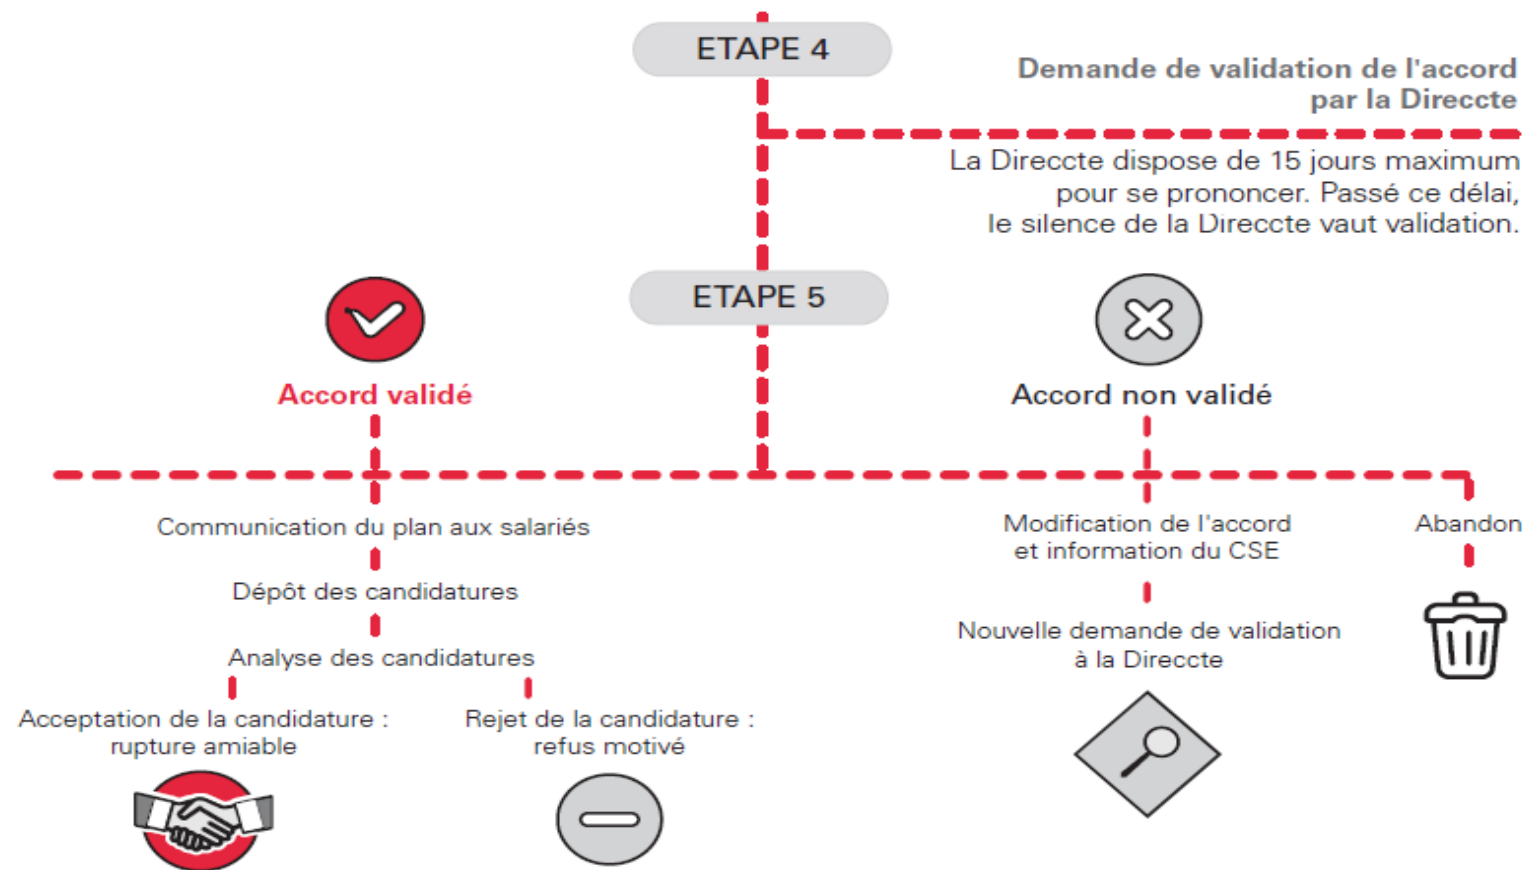 ETAPE 4
Demande de validation de l'accord
par la Direccte
La Direccte dispose de 15 jours maximum
pour se prononcer. Passé ce délai,
le silence de la Direccte vaut validation.
ETAPE 5
Accord validé
Accord non validé
Communication du plan aux salariés
Dépôt des candidatures
Analyse des candidatures
Acceptation de la candidature :
rupture amiable
Rejet de la candidature :
refus motivé
Modification de l'accord
et information du CSE
Nouvelle demande de validation
à la Direccte
Abandon